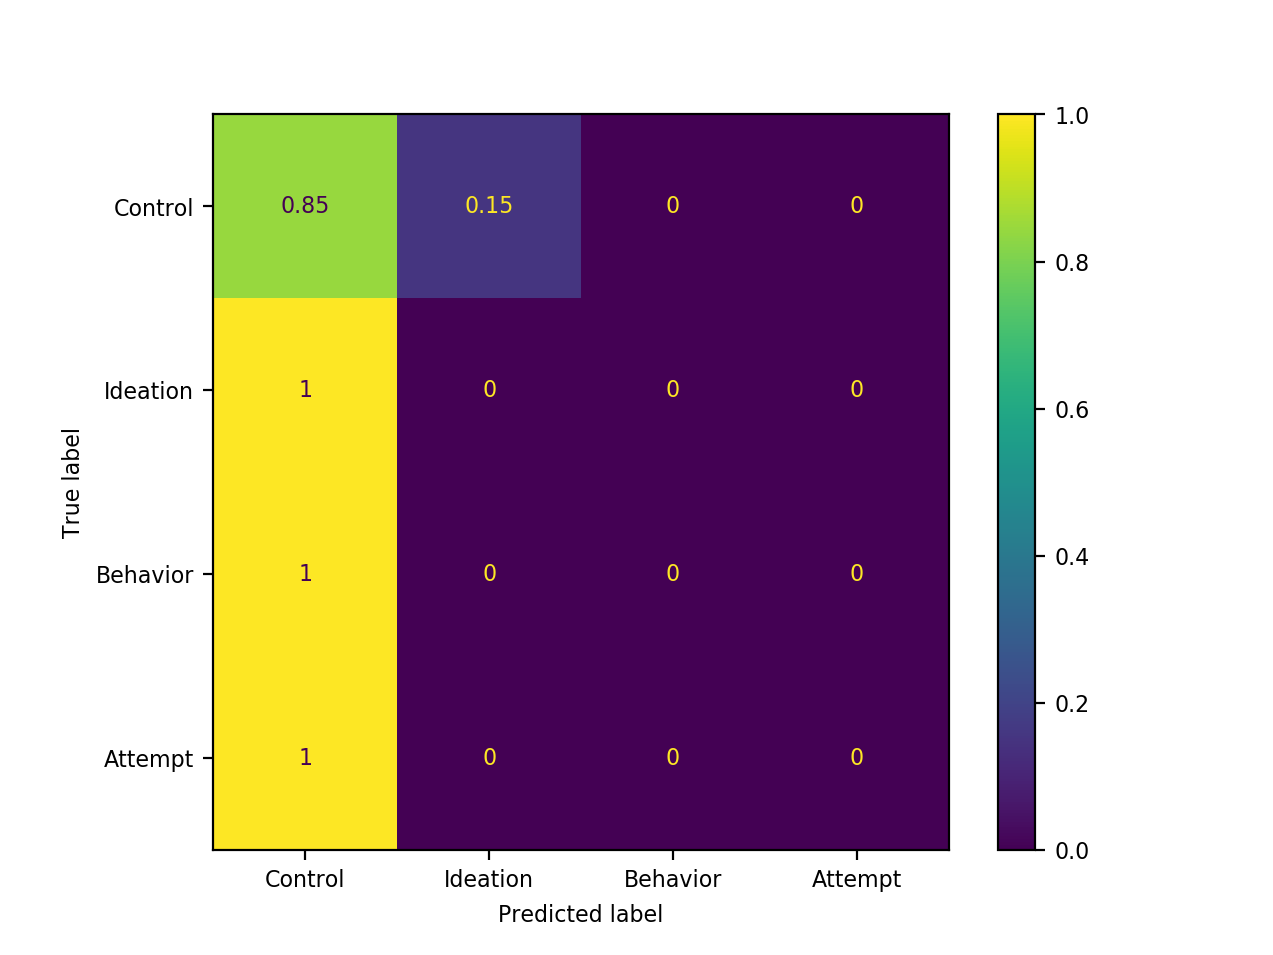 Control 0.85 0.15 0 0
Ideation 1 0 0 0
Behavior 1 0 0 0
Attempt 1 0 0 0
Control Ideation Behavior Attempt
Predicted label
True label
1.0
0.8
0.6
0.4
0.2
0.0